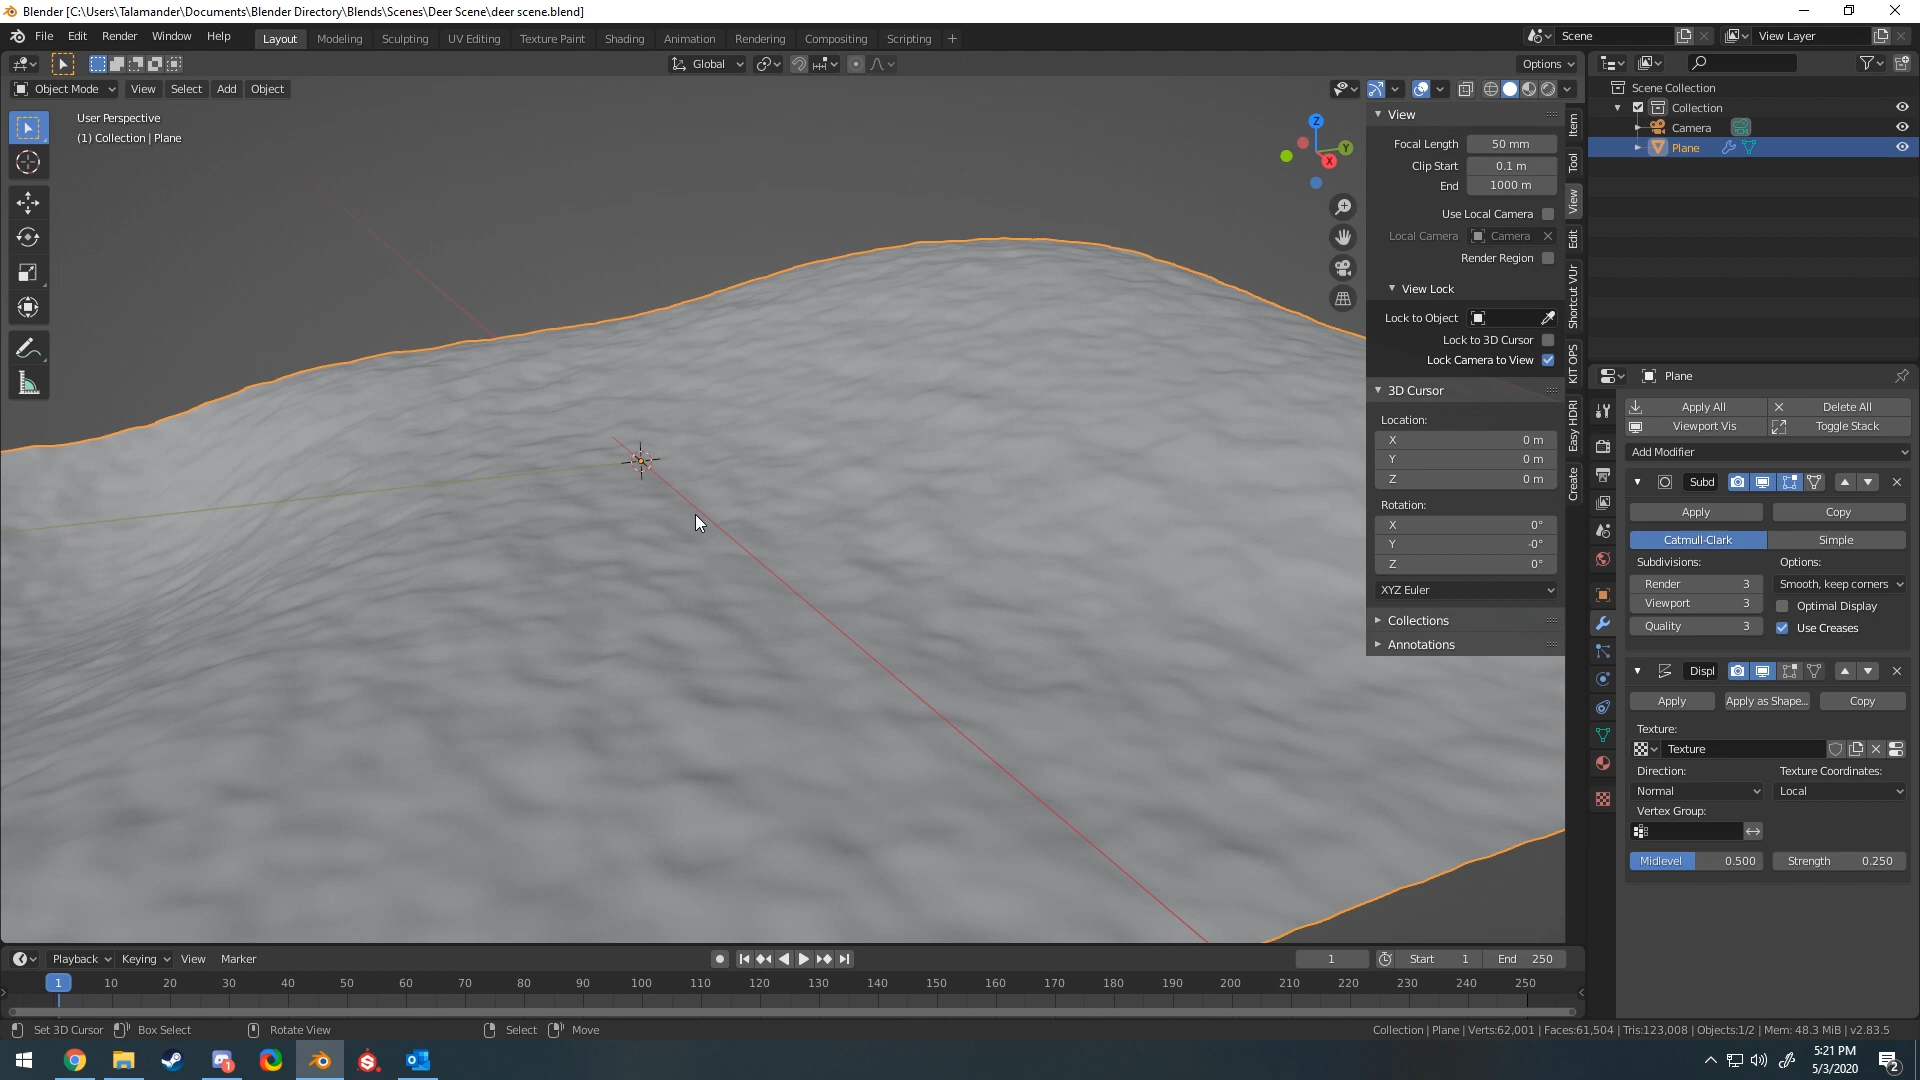 Blender [C:\Users\Talamander\Documents\Blender Directory\Blends\Scenes\Deer Scene\deer scene.blend]
File Edit Render Window Help Layout Modeling Sculpting UV Editing Texture Paint Shading Animation Rendering Compositing Scripting + Scene View Layer
Global Options
Object Mode View Select Add Object
User Perspective
(1) Collection | Plane
Z
Y
X
View
Focal Length 50 mm
Clip Start 0.1 m
End 1000 m
Use Local Camera
Local Camera Camera
Render Region
View Lock
Lock to Object
Lock to 3D Cursor
Lock Camera to View
3D Cursor
Location:
X 0 m
Y 0 m
Z 0 m
Rotation:
X 0°
Y -0°
Z 0°
XYZ Euler
Collections
Annotations
Item
Tool
View
Edit
Shortcut VUr
KIT OPS
Easy HDRI
Create
Scene Collection
Collection
Camera
Plane
Plane
Apply All Delete All
Viewport Vis Toggle Stack
Add Modifier
Subd
Apply Copy
Catmull-Clark Simple
Subdivisions: Options:
Render 3 Smooth, keep corners
Viewport 3 Optimal Display
Quality 3 Use Creases
Displ
Apply Apply as Shape... Copy
Texture:
Texture
Direction: Texture Coordinates:
Normal Local
Vertex Group:
Midlevel 0.500 Strength 0.250
Playback Keying View Marker 1 Start 1 End 250
1 10 20 30 40 50 60 70 80 90 100 110 120 130 140 150 160 170 180 190 200 210 220 230 240 250
Set 3D Cursor Box Select Rotate View Select Move Collection | Plane | Verts:62,001 | Faces:61,504 | Tris:123,008 | Objects:1/2 | Mem: 48.3 MiB | v2.83.5
1
5:21 PM
5/3/2020
2